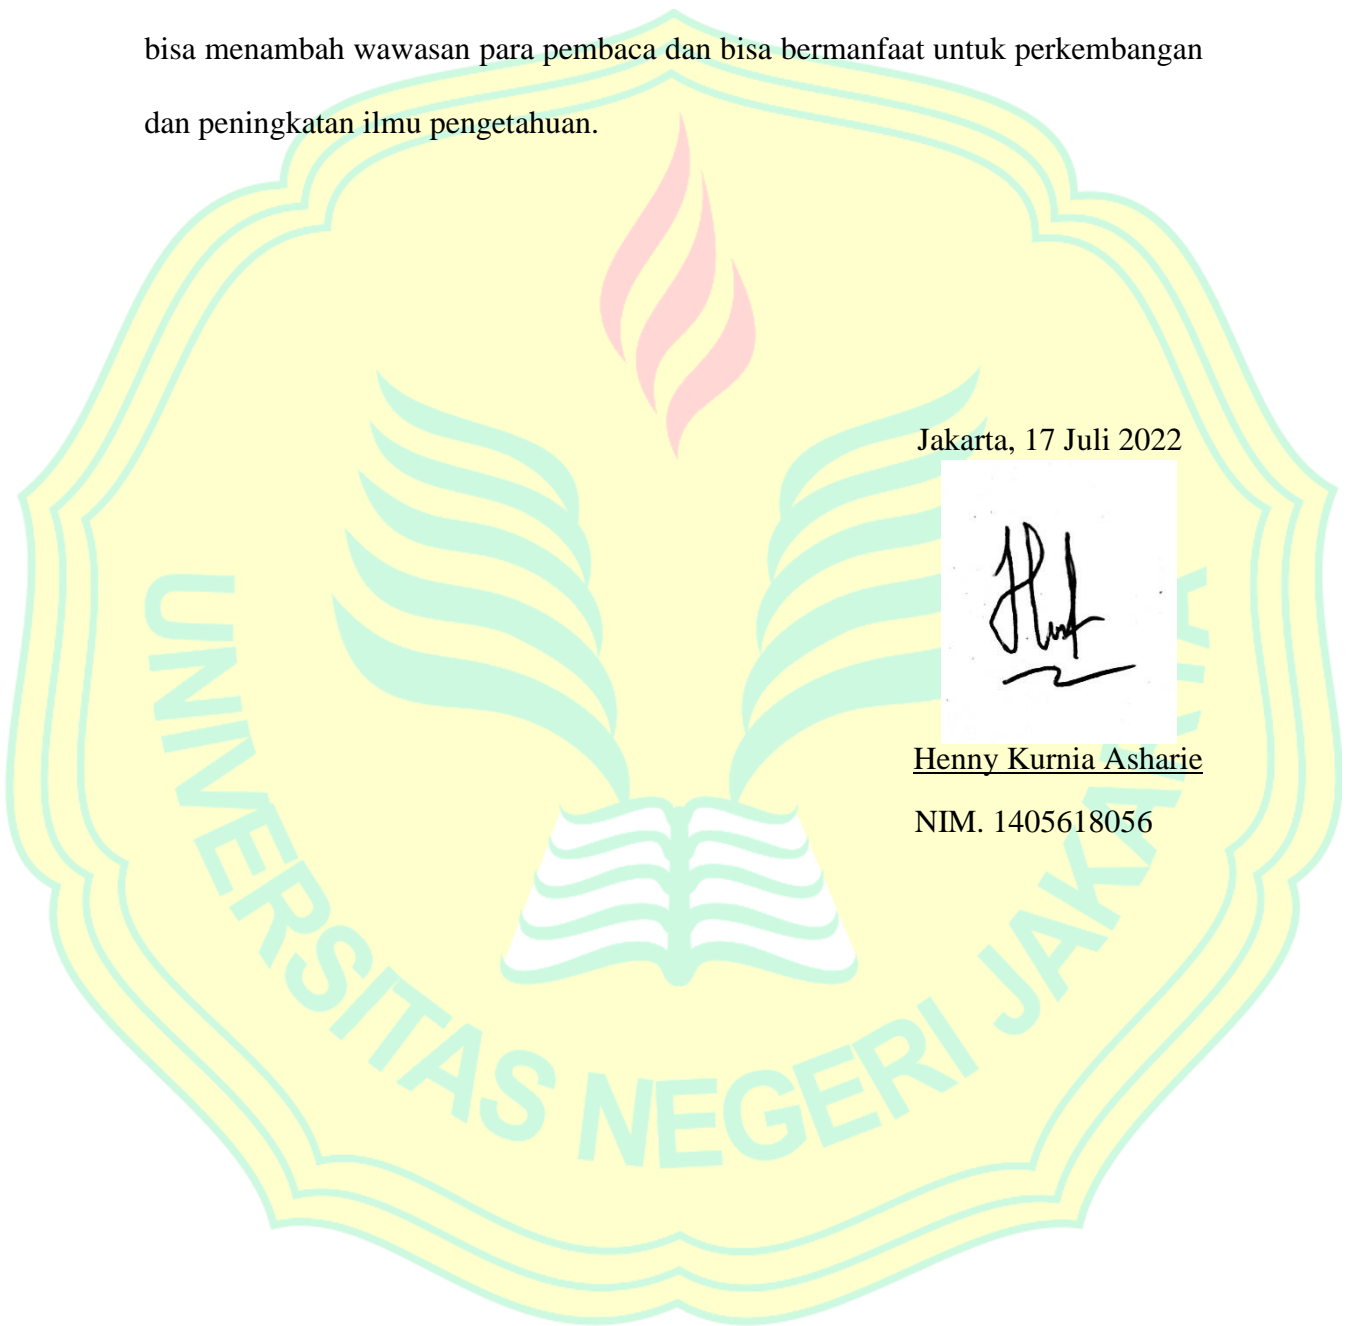 bisa menambah wawasan para pembaca dan bisa bermanfaat untuk perkembangan
dan peningkatan ilmu pengetahuan.
Jakarta, 17 Juli 2022
Henny Kurnia Asharie
NIM. 1405618056
UNIVERSITAS NEGERI JAKARTA